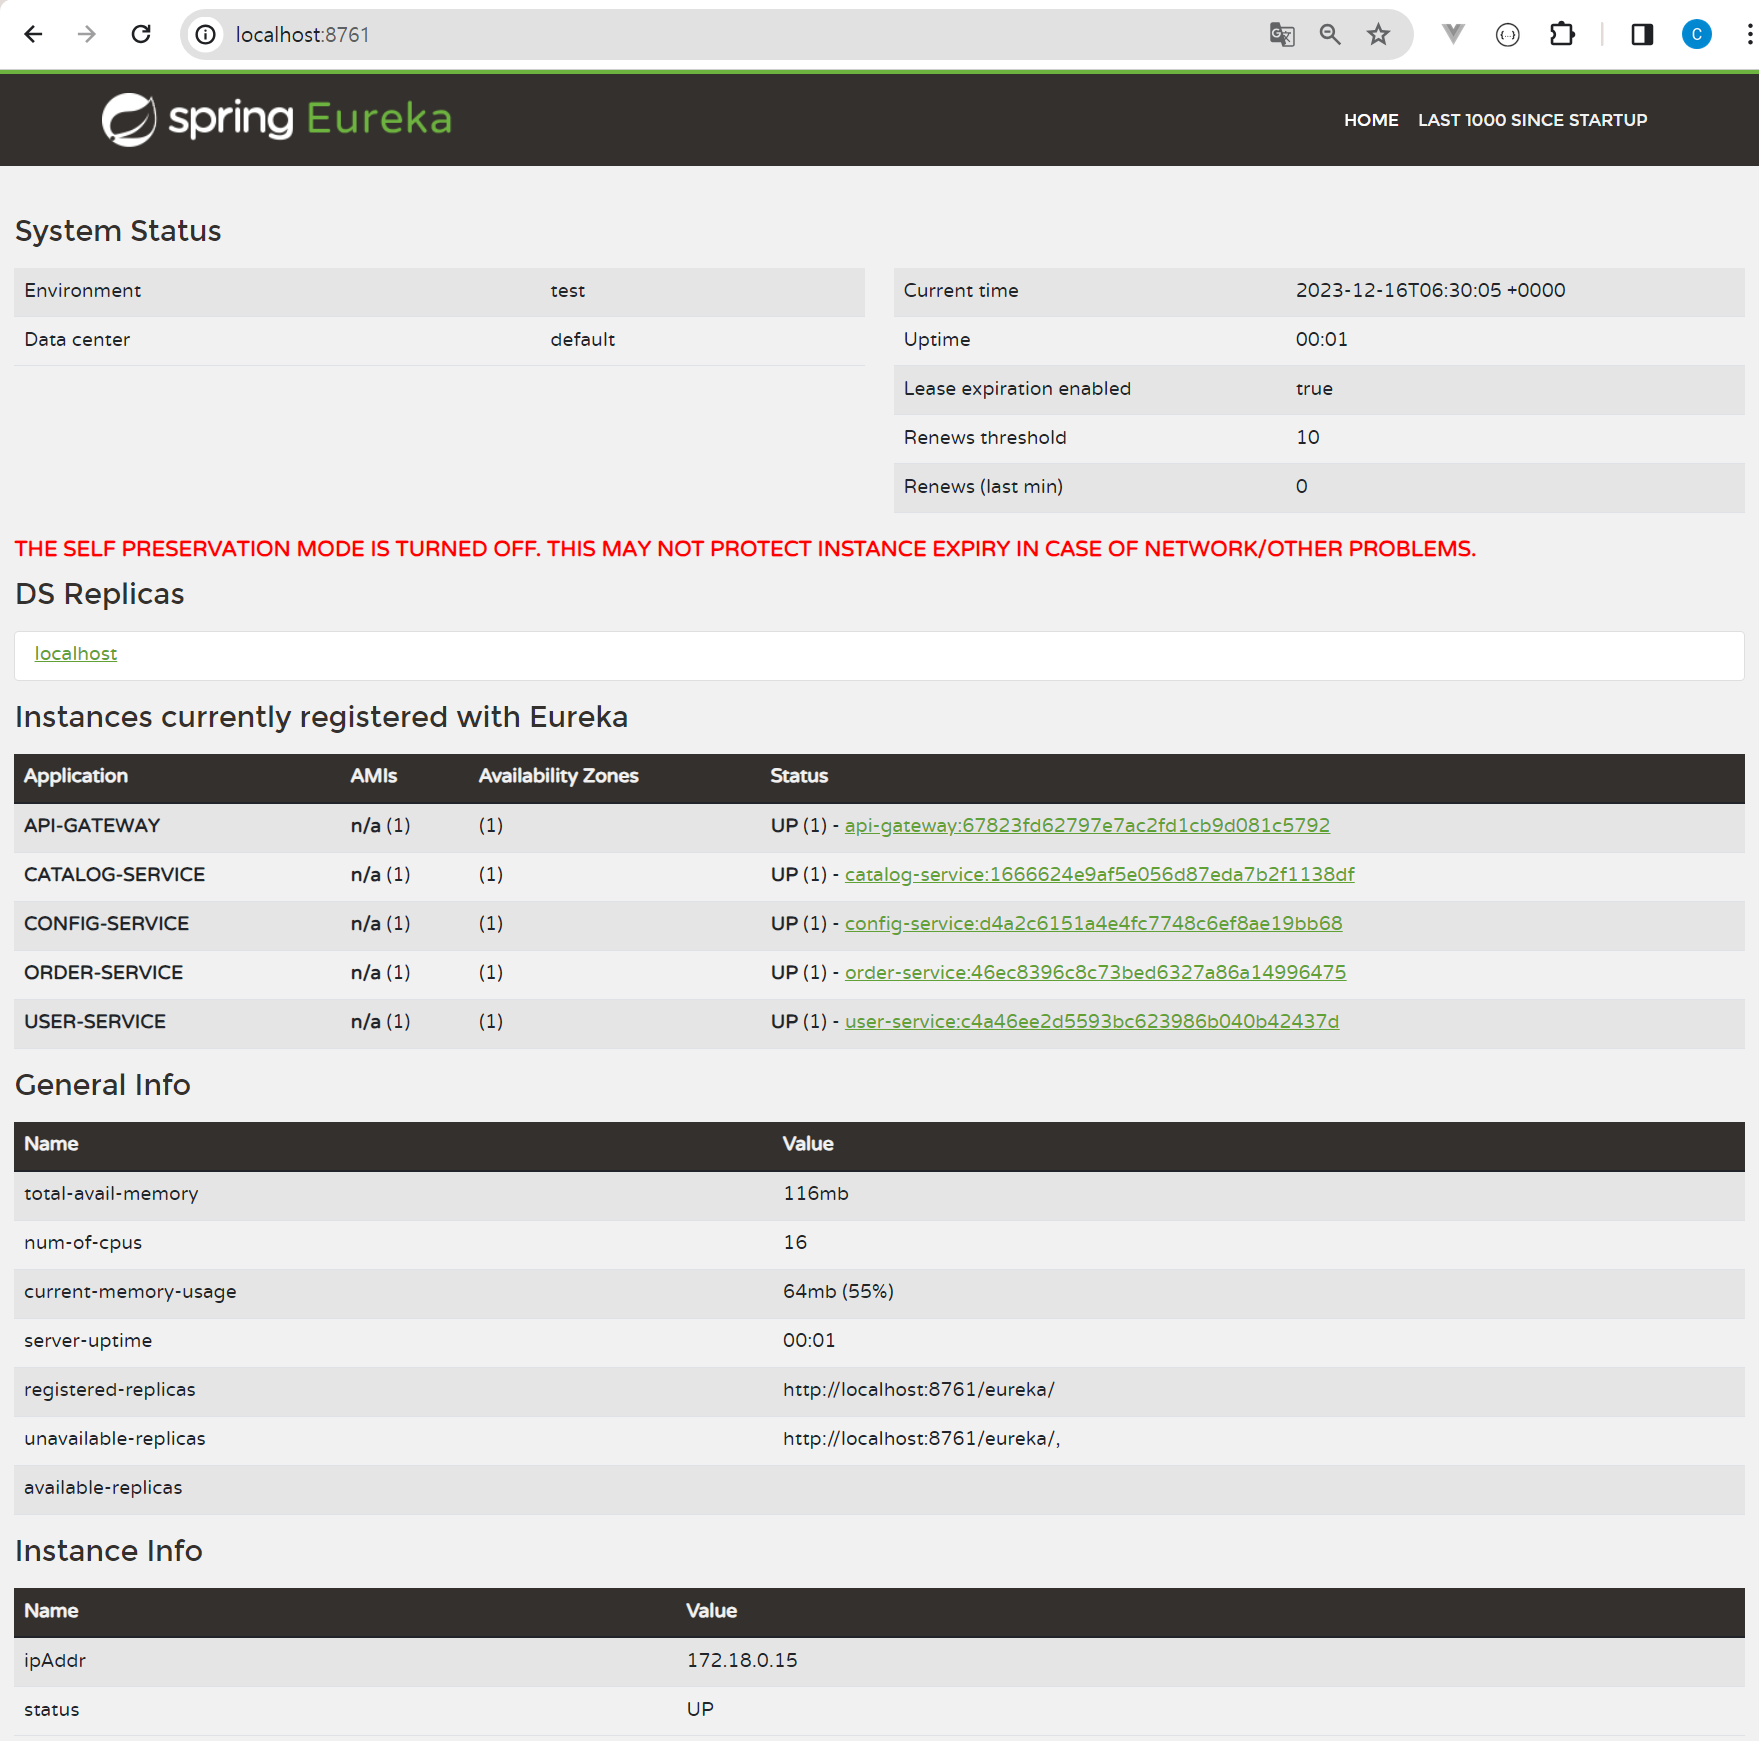 localhost:8761
C
spring Eureka
HOME LAST 1000 SINCE STARTUP
System Status
Environment test
Data center default
Current time 2023-12-16T06:30:05 +0000
Uptime 00:01
Lease expiration enabled true
Renews threshold 10
Renews (last min) 0
THE SELF PRESERVATION MODE IS TURNED OFF. THIS MAY NOT PROTECT INSTANCE EXPIRY IN CASE OF NETWORK/OTHER PROBLEMS.
DS Replicas
localhost
Instances currently registered with Eureka
Application AMIs Availability Zones Status
API-GATEWAY n/a (1) (1) UP (1) - api-gateway:67823fd62797e7ac2fd1cb9d081c5792
CATALOG-SERVICE n/a (1) (1) UP (1) - catalog-service:1666624e9af5e056d87eda7b2f1138df
CONFIG-SERVICE n/a (1) (1) UP (1) - config-service:d4a2c6151a4e4fc7748c6ef8ae19bb68
ORDER-SERVICE n/a (1) (1) UP (1) - order-service:46ec8396c8c73bed6327a86a14996475
USER-SERVICE n/a (1) (1) UP (1) - user-service:c4a46ee2d5593bc623986b040b42437d
General Info
Name Value
total-avail-memory 116mb
num-of-cpus 16
current-memory-usage 64mb (55%)
server-uptime 00:01
registered-replicas http://localhost:8761/eureka/
unavailable-replicas http://localhost:8761/eureka/,
available-replicas
Instance Info
Name Value
ipAddr 172.18.0.15
status UP